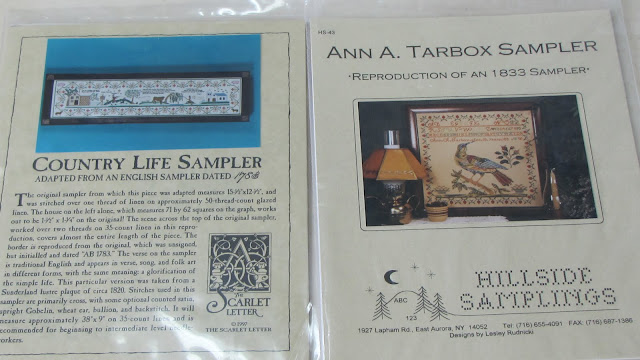 COUNTRY LIFE SAMPLER
ADAPTED FROM AN ENGLISH SAMPLER DATED
The original sampler from which this piece was adapted measures 15½"x12½", and
was stitched over one thread of linen on approximately 50-thread-count glazed
linen. The house on the left alone, which measures 71 by 62 squares on the graph, works
out to be 1½" x 1¼" on the original! The scene across the top of the original sampler,
worked over two threads on 35-count linen in this repro-
duction, covers almost the entire length of the piece. The
border is reproduced from the original, which was unsigned,
but initialled and dated "AB 1783." The verse on the sampler
is traditional English and appears in verse, song, and folk art
in different forms, with the same meaning: a glorification of
the simple life. This particular version was taken from a
Sunderland lustre plaque of circa 1820. Stitches used in this
sampler are primarily cross, with some optional counted satin,
upright Gobelin, wheat ear, bullion, and backstitch. It will
measure approximately 38"x9" on 35-count linen and is
recommended for beginning to intermediate level needle-
workers.
The
SCARLET
LETTER
© 1987
THE SCARLET LETTER
HS-43
ANN A. TARBOX SAMPLER
·REPRODUCTION OF AN 1833 SAMPLER·
ABC
123
HILLSIDE
SAMPLINGS
1927 Lapham Rd., East Aurora, NY 14052 Tel: (716) 655-4091 FAX: (716) 687-1386
Designs by Lesley Rudnicki